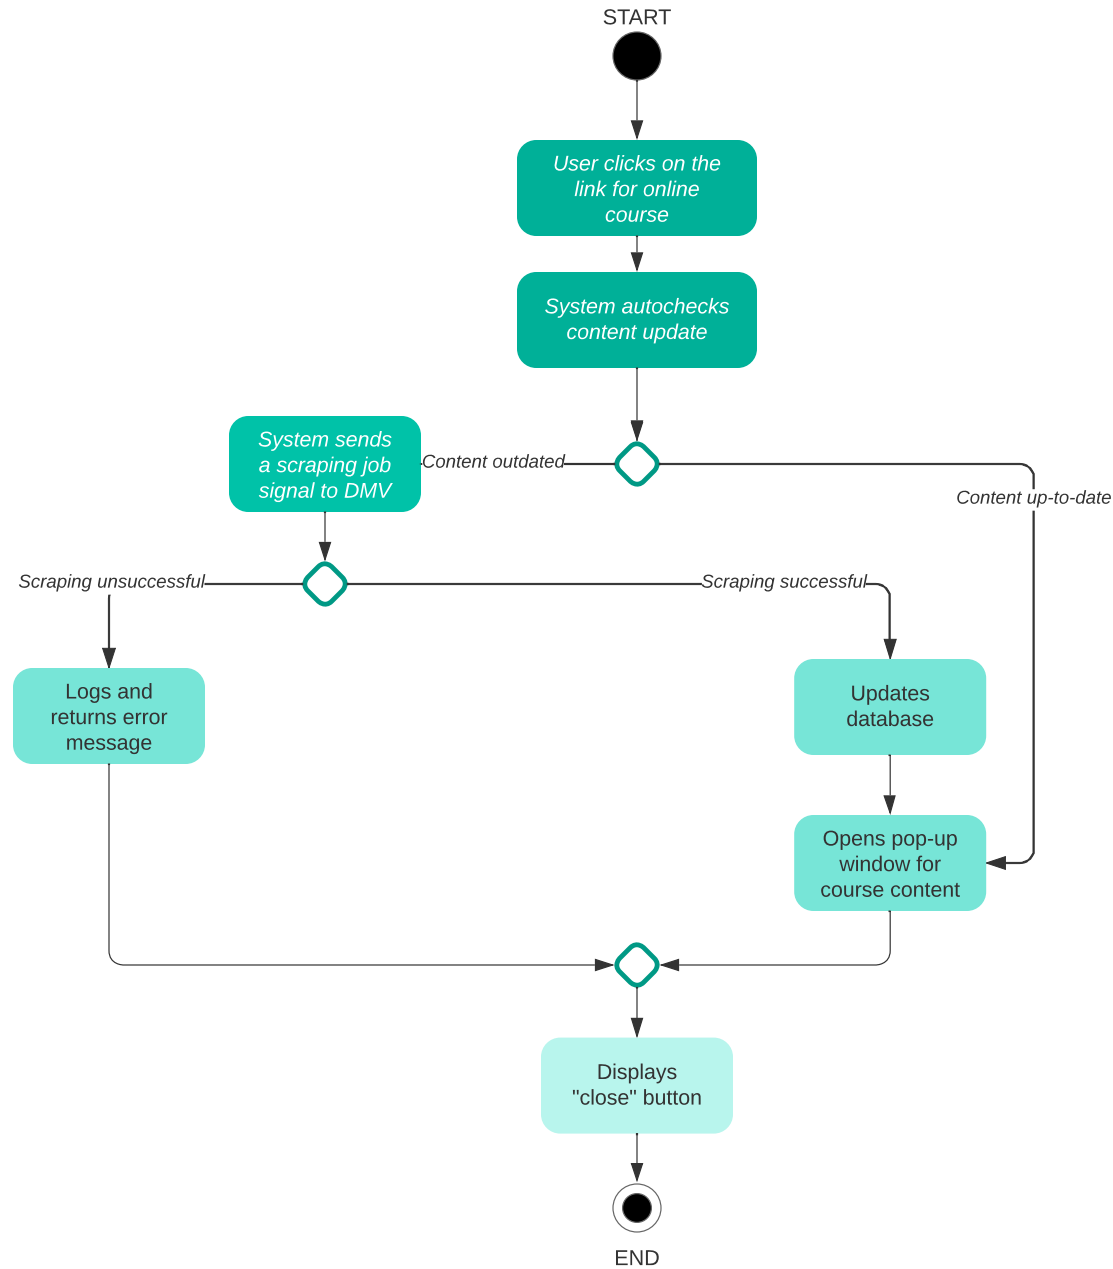 START
User clicks on the
link for online
course
System autochecks
content update
System sends
a scraping job
signal to DMV
Content outdated
Content up-to-date
Scraping unsuccessful
Scraping successful
Logs and
returns error
message
Updates
database
Opens pop-up
window for
course content
Displays
"close" button
END